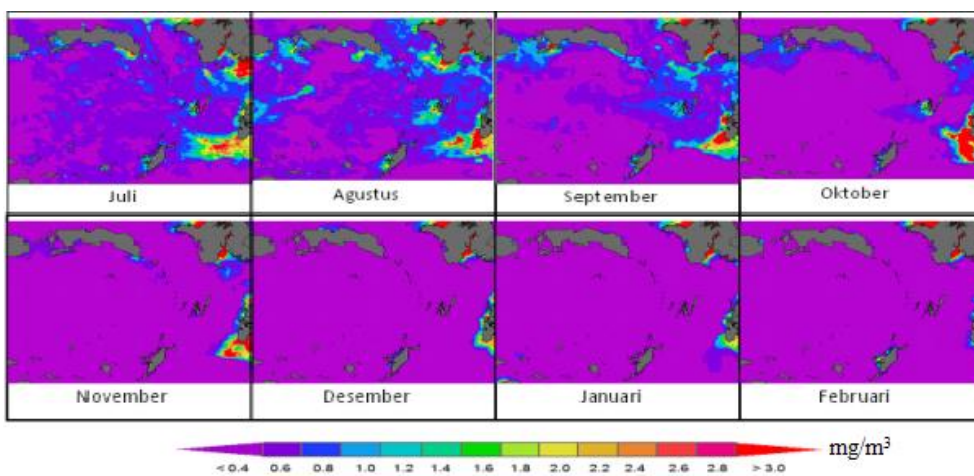 Juli Agustus September Oktober
November Desember Januari Februari
mg/m³
<0.4 0.6 0.8 1.0 1.2 1.4 1.6 1.8 2.0 2.2 2.4 2.6 2.8 >3.0